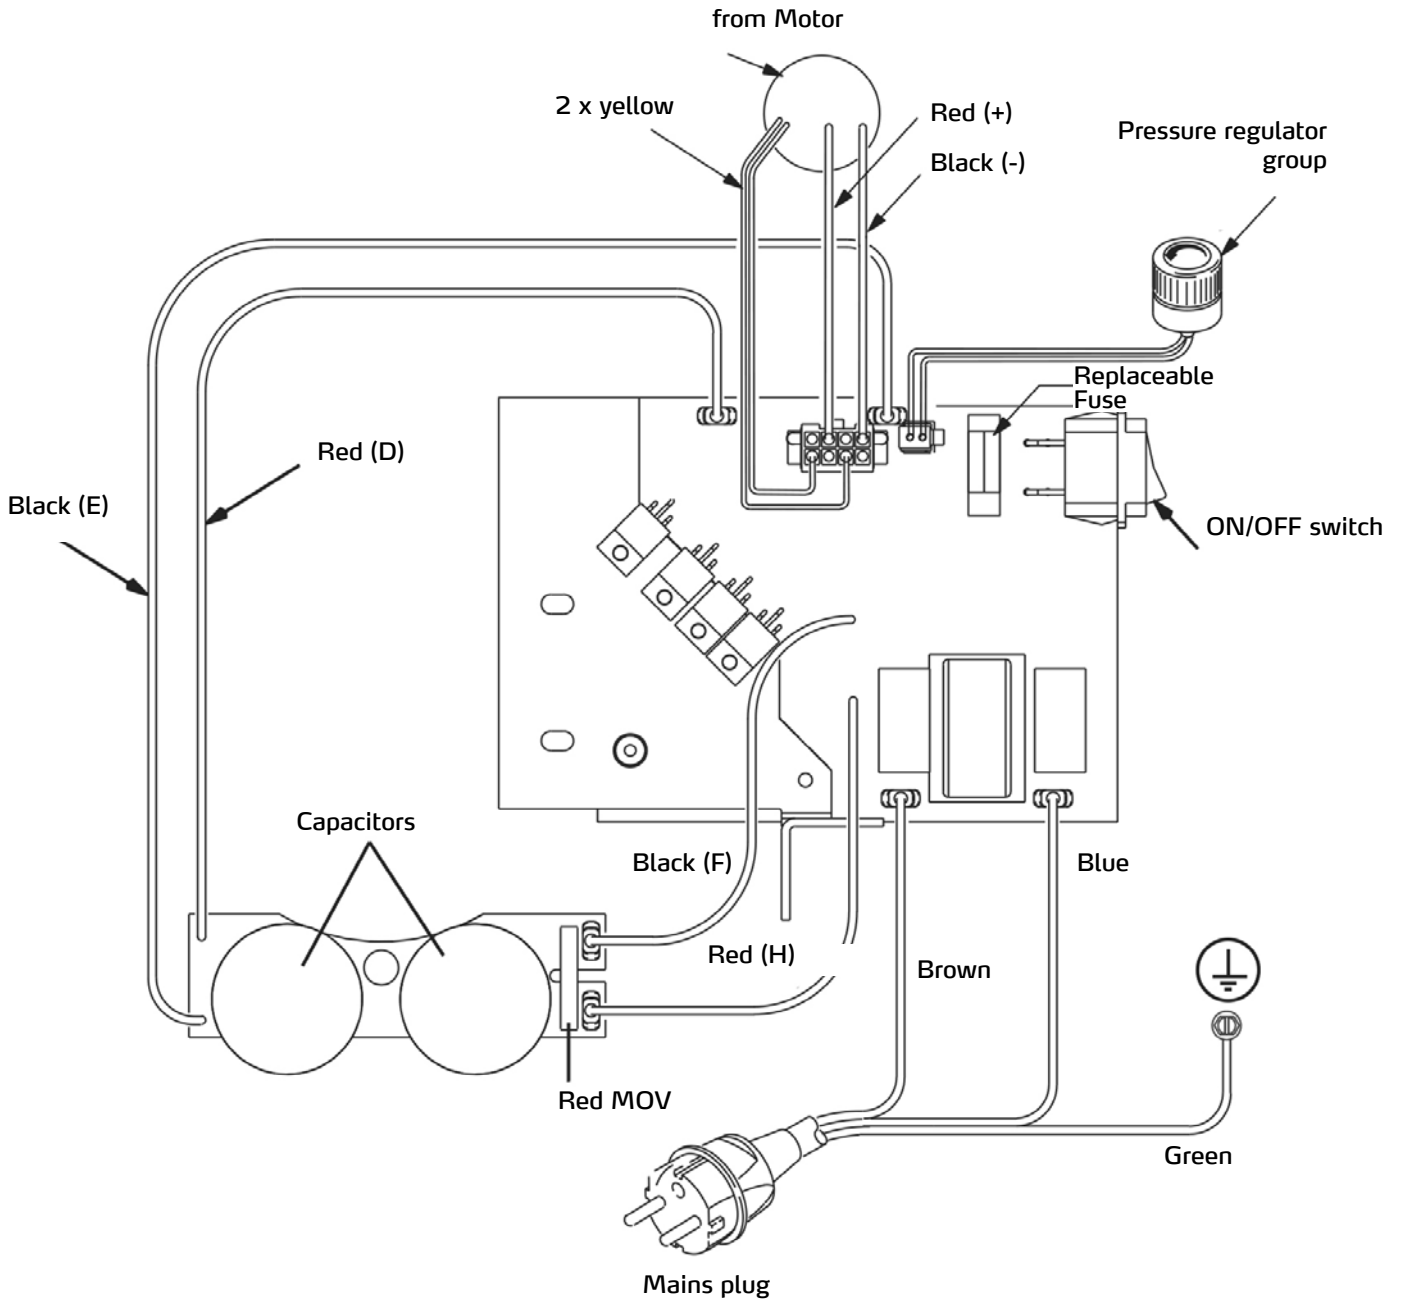 from Motor
2 x yellow
Red (+)
Black (-)
Pressure regulator
group
Replaceable
Fuse
Red (D)
Black (E)
ON/OFF switch
Capacitors
Black (F)
Blue
Red (H)
Brown
Red MOV
Green
Mains plug